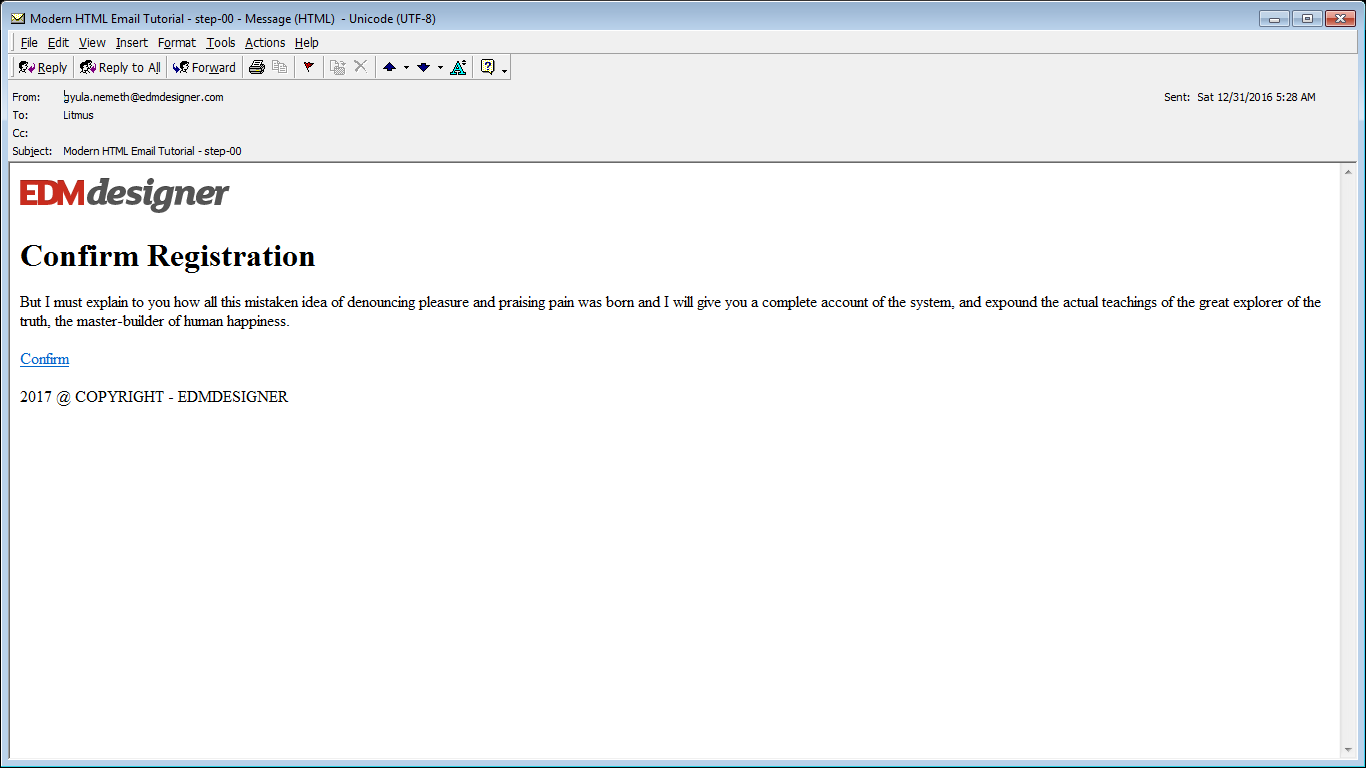 Modern HTML Email Tutorial - step-00 - Message (HTML)  - Unicode (UTF-8)
File Edit View Insert Format Tools Actions Help
Reply Reply to All Forward
From: gyula.nemeth@edmdesigner.com Sent: Sat 12/31/2016 5:28 AM
To: Litmus
Cc:
Subject: Modern HTML Email Tutorial - step-00
EDMdesigner
Confirm Registration
But I must explain to you how all this mistaken idea of denouncing pleasure and praising pain was born and I will give you a complete account of the system, and expound the actual teachings of the great explorer of the
truth, the master-builder of human happiness.
Confirm
2017 @ COPYRIGHT - EDMDESIGNER